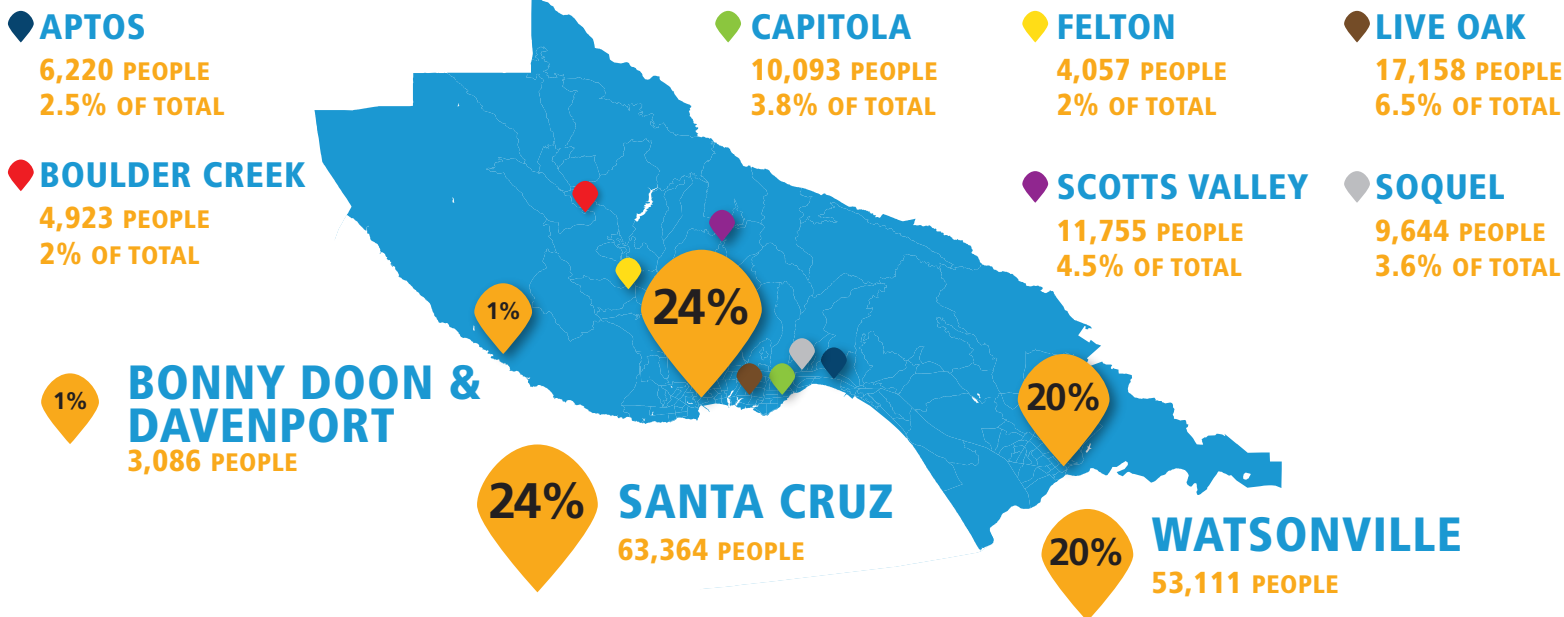 APTOS
6,220 PEOPLE
2.5% OF TOTAL
CAPITOLA
10,093 PEOPLE
3.8% OF TOTAL
FELTON
4,057 PEOPLE
2% OF TOTAL
LIVE OAK
17,158 PEOPLE
6.5% OF TOTAL
BOULDER CREEK
4,923 PEOPLE
2% OF TOTAL
SCOTTS VALLEY
11,755 PEOPLE
4.5% OF TOTAL
SOQUEL
9,644 PEOPLE
3.6% OF TOTAL
1%
24%
20%
1%
BONNY DOON &
DAVENPORT
3,086 PEOPLE
24%
SANTA CRUZ
63,364 PEOPLE
20%
WATSONVILLE
53,111 PEOPLE